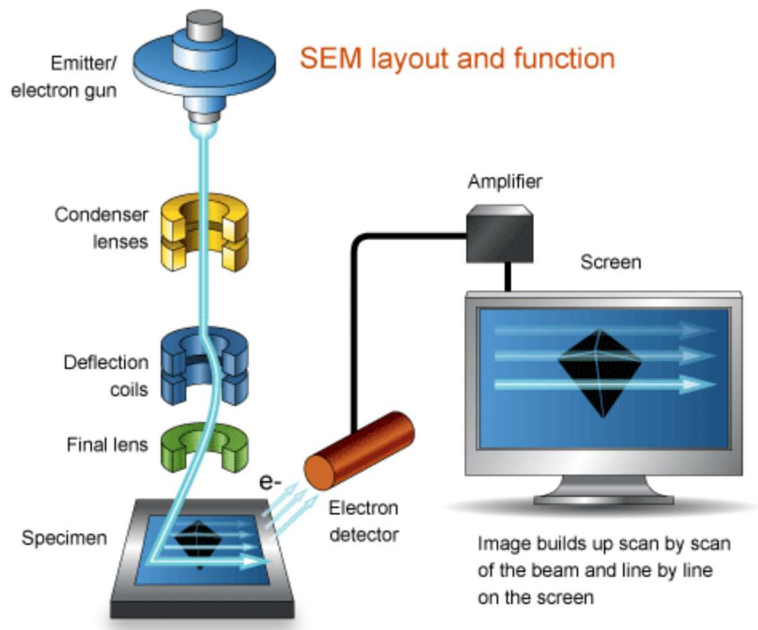 SEM layout and function
Emitter/
electron gun
Condenser
lenses
Deflection
coils
Final lens
Specimen
e-
Electron
detector
Amplifier
Screen
Image builds up scan by scan
of the beam and line by line
on the screen